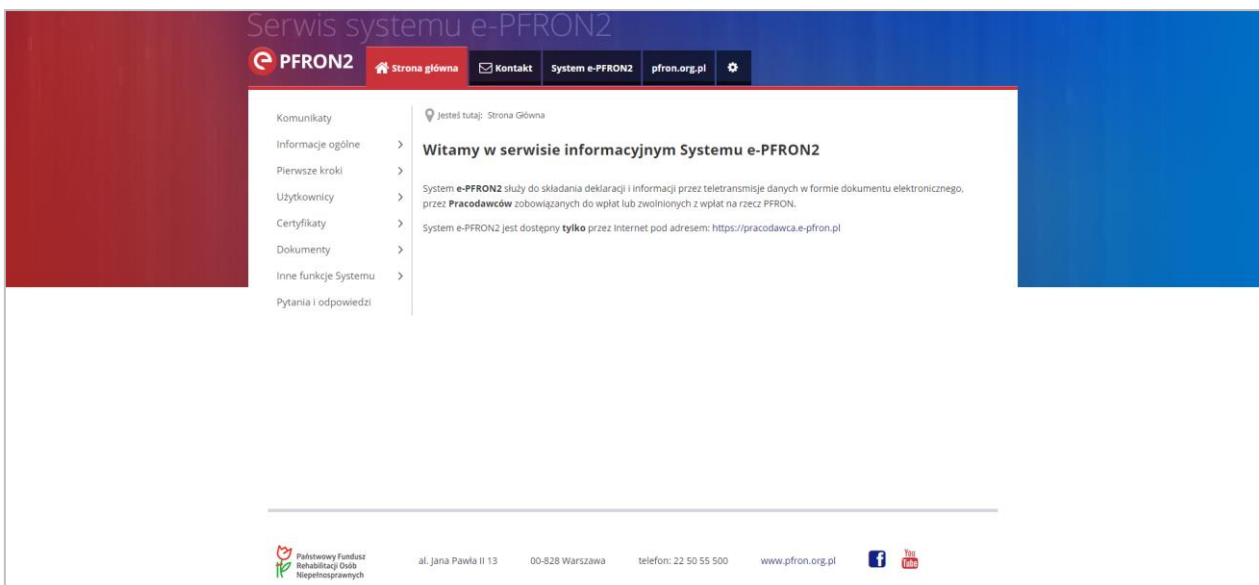 Serwis systemu e-PFRON2
e PFRON2
Strona główna
Kontakt
System e-PFRON2
pfron.org.pl
Komunikaty
Informacje ogólne
Pierwsze kroki
Użytkownicy
Certyfikaty
Dokumenty
Inne funkcje Systemu
Pytania i odpowiedzi
Jesteś tutaj: Strona Główna
Witamy w serwisie informacyjnym Systemu e-PFRON2
System e-PFRON2 służy do składania deklaracji i informacji przez teletransmisje danych w formie dokumentu elektronicznego,
przez Pracodawców zobowiązanych do wpłat lub zwolnionych z wpłat na rzecz PFRON.
System e-PFRON2 jest dostępny tylko przez Internet pod adresem: https://pracodawca.e-pfron.pl
Państwowy Fundusz
Rehabilitacji Osób
Niepełnosprawnych
al. Jana Pawła II 13
00-828 Warszawa
telefon: 22 50 55 500
www.pfron.org.pl
f
You
Tube